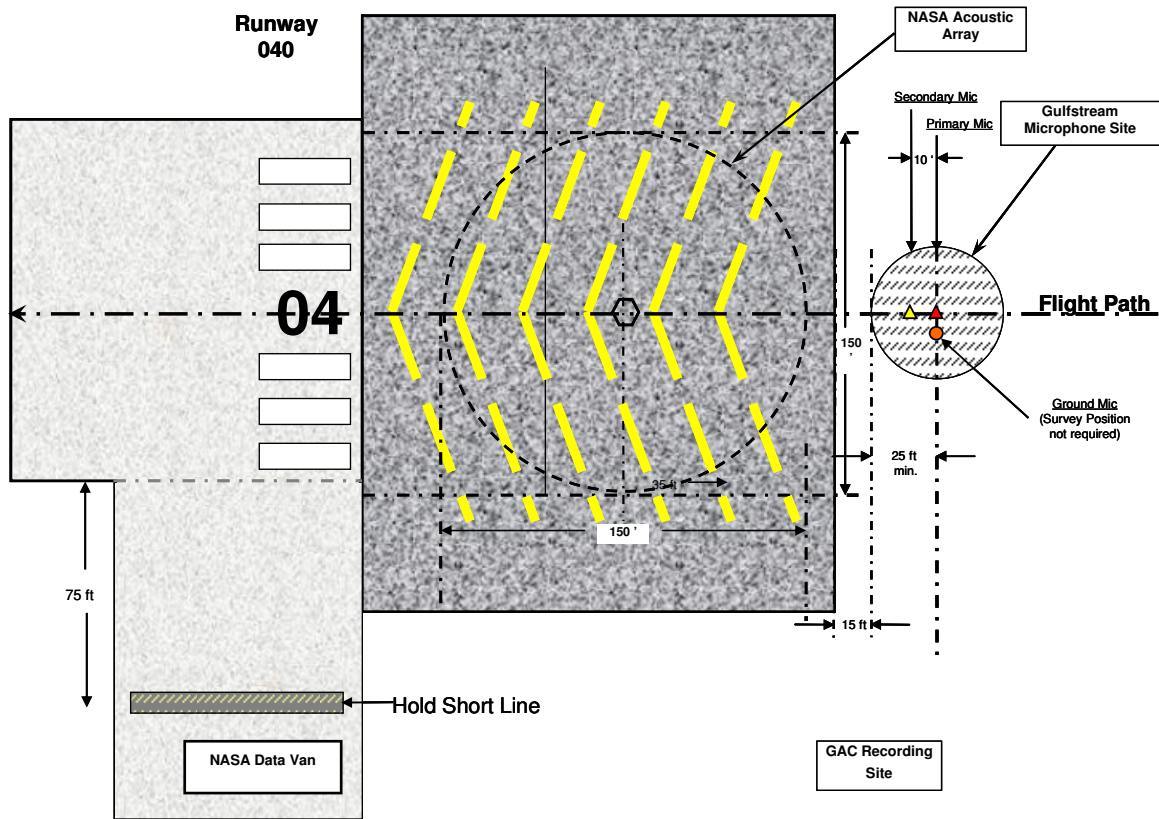 Runway
040
NASA Acoustic
Array
Secondary Mic
Primary Mic
Gulfstream
Microphone Site
10 '
04
Flight Path
150
'
Ground Mic
(Survey Position
not required)
25 ft
min.
35 ft
150 '
75 ft
15 ft
Hold Short Line
NASA Data Van
GAC Recording
Site